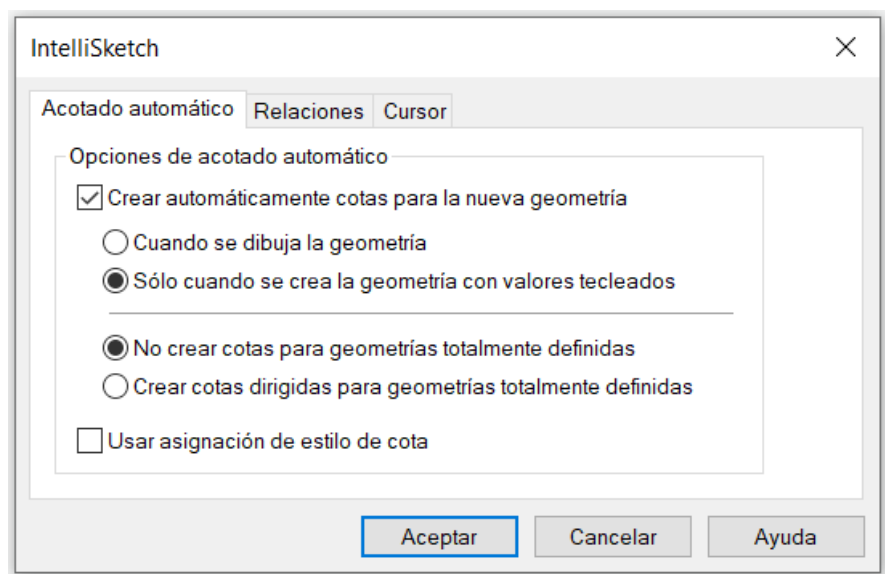 IntelliSketch
Acotado automático Relaciones Cursor
Opciones de acotado automático
Crear automáticamente cotas para la nueva geometría
Cuando se dibuja la geometría
Sólo cuando se crea la geometría con valores tecleados
No crear cotas para geometrías totalmente definidas
Crear cotas dirigidas para geometrías totalmente definidas
Usar asignación de estilo de cota
Aceptar Cancelar Ayuda